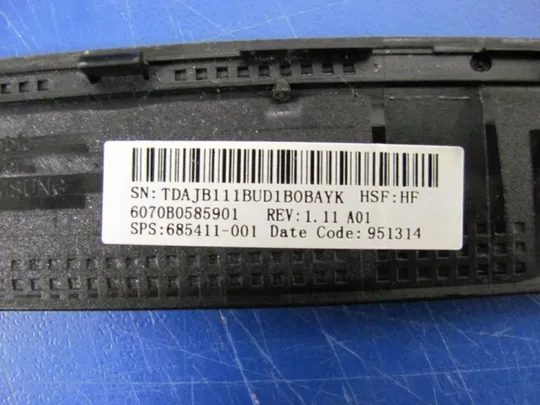 SN:TDAJB111BUD1B0BAYK HSF:HF
6070B0585901 REV:1.11 A01
SPS:685411-001 Date Code:951314